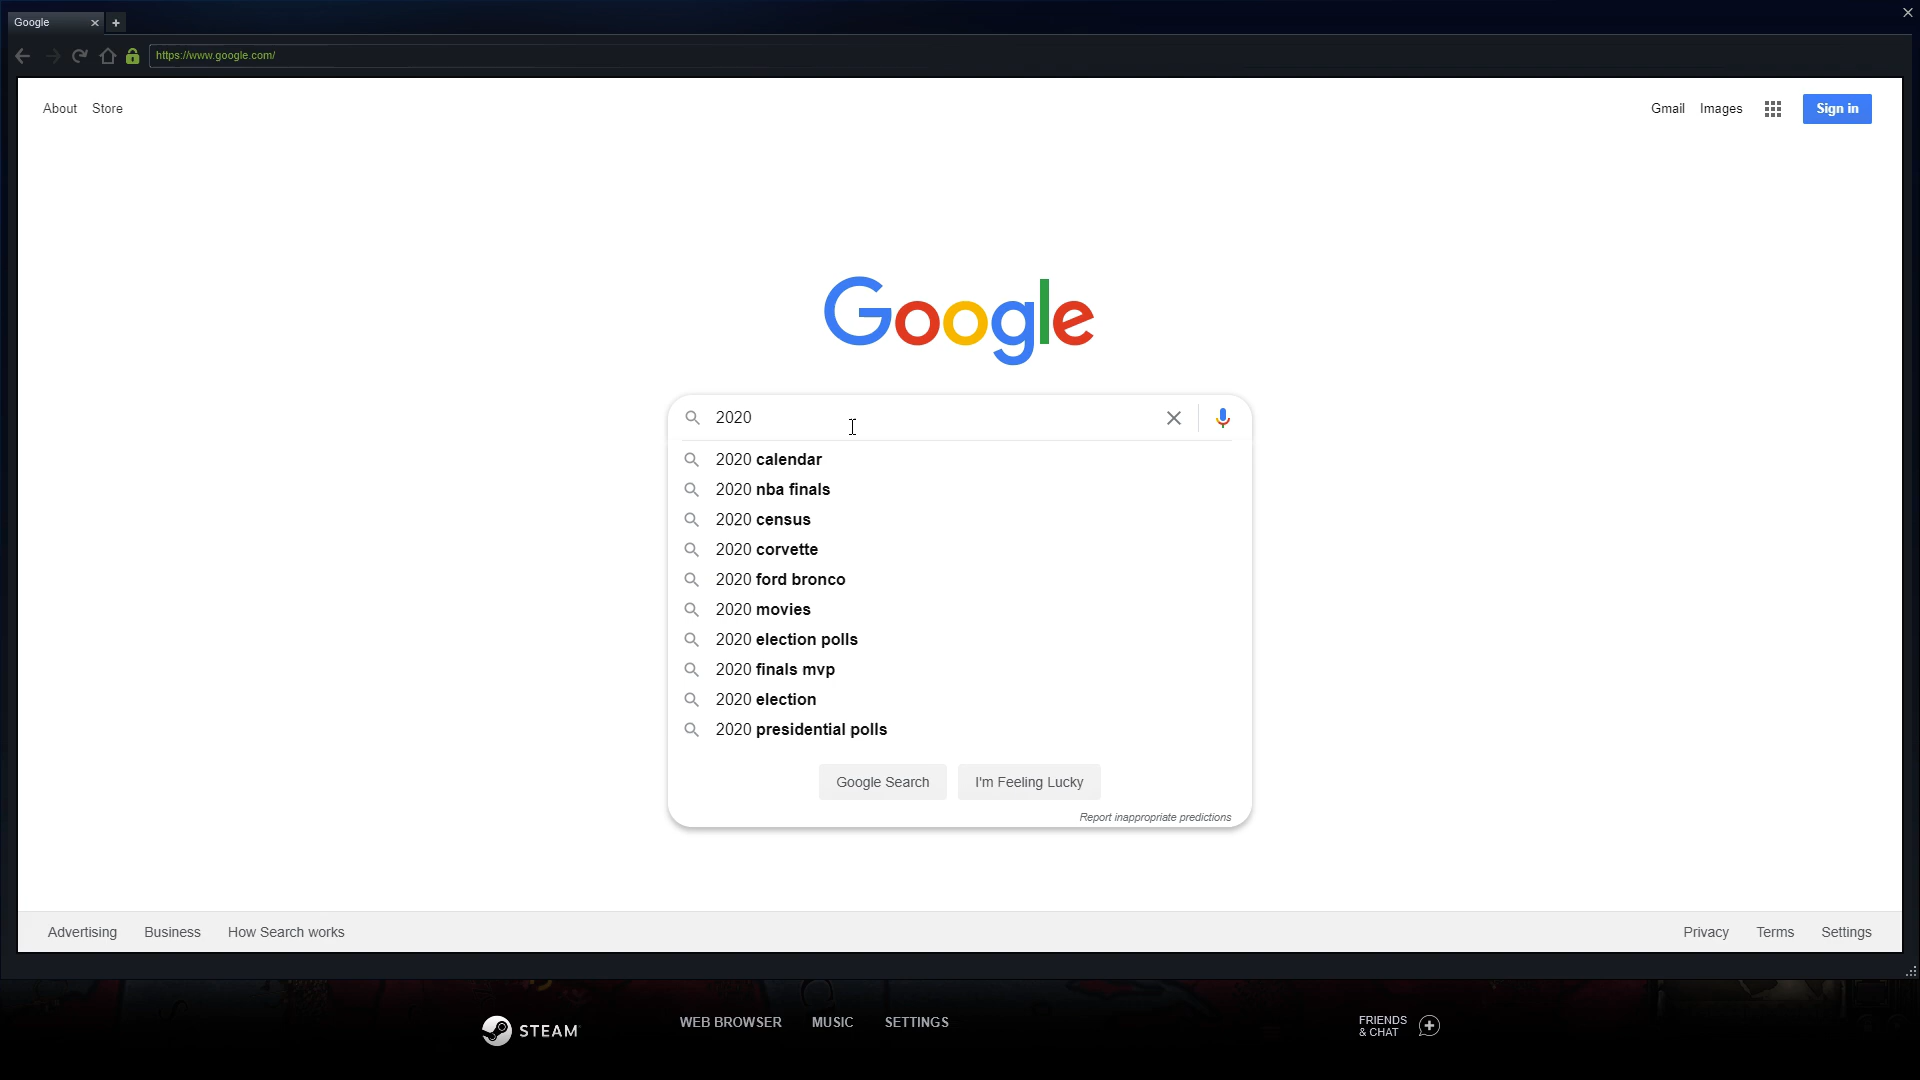 Google
https://www.google.com/
About Store
Gmail Images Sign in
Google
2020
2020 calendar
2020 nba finals
2020 census
2020 corvette
2020 ford bronco
2020 movies
2020 election polls
2020 finals mvp
2020 election
2020 presidential polls
Google Search I'm Feeling Lucky
Report inappropriate predictions
Advertising Business How Search works
Privacy Terms Settings
STEAM
WEB BROWSER MUSIC SETTINGS
FRIENDS
& CHAT